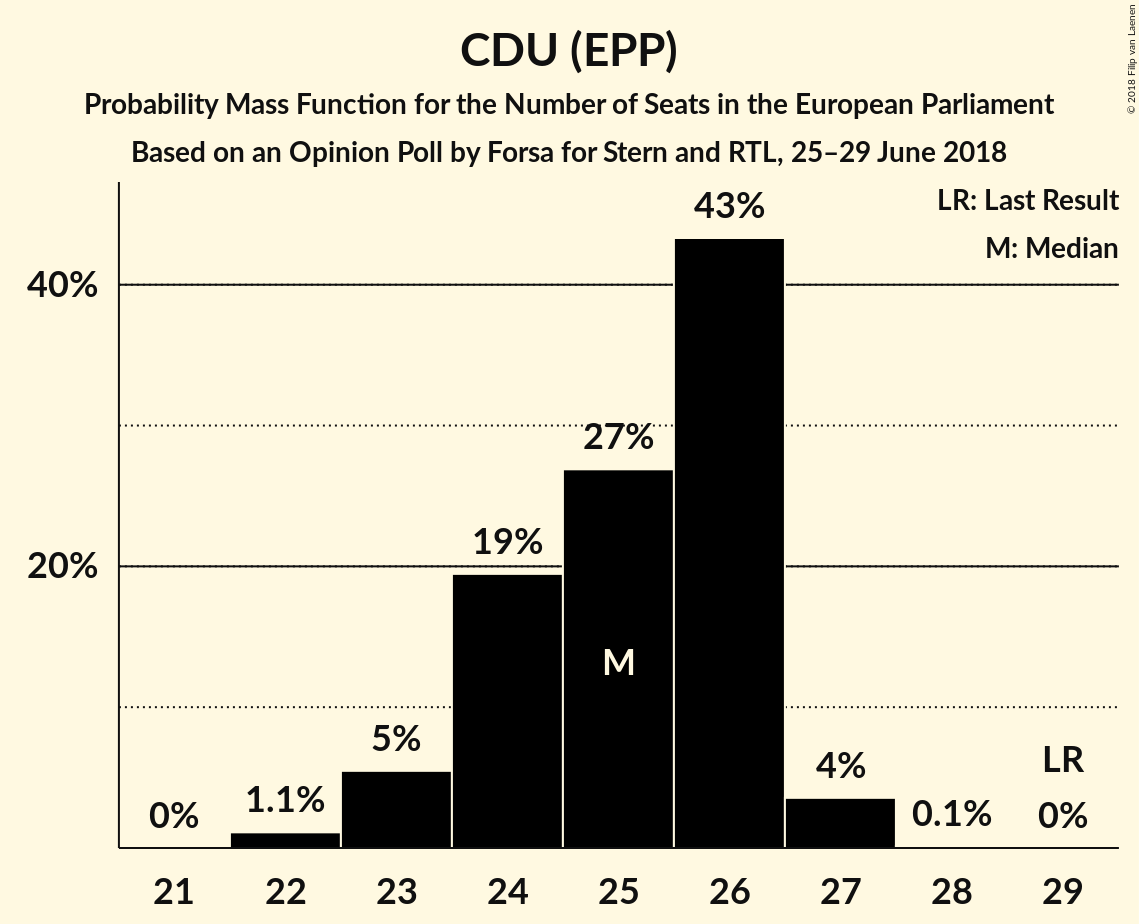 CDU (EPP)
Probability Mass Function for the Number of Seats in the European Parliament
Based on an Opinion Poll by Forsa for Stern and RTL, 25–29 June 2018
© 2018 Filip van Laenen
LR: Last Result
M: Median
40%
20%
0%
1.1%
5%
19%
27%
43%
4%
0.1%
0%
LR
M
21 22 23 24 25 26 27 28 29